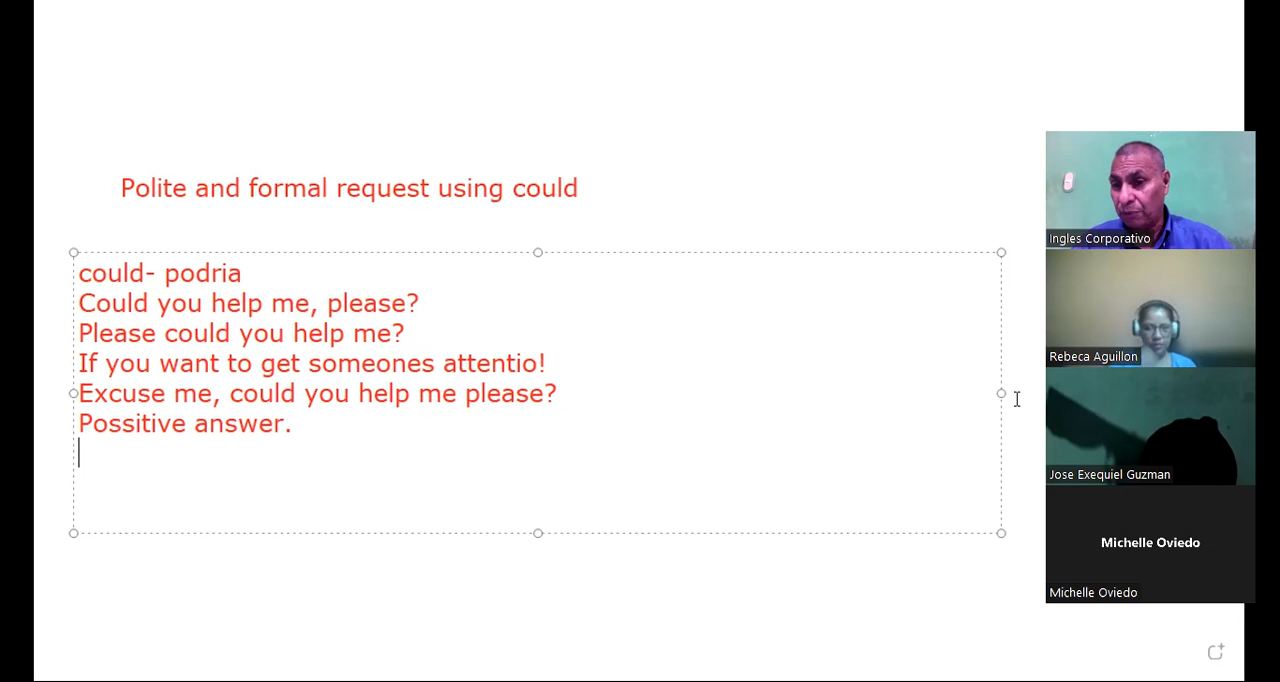 Polite and formal request using could
could- podria
Could you help me, please?
Please could you help me?
If you want to get someones attentio!
Excuse me, could you help me please?
Possitive answer.
Ingles Corporativo
Rebeca Aguillon
Jose Exequiel Guzman
Michelle Oviedo
Michelle Oviedo